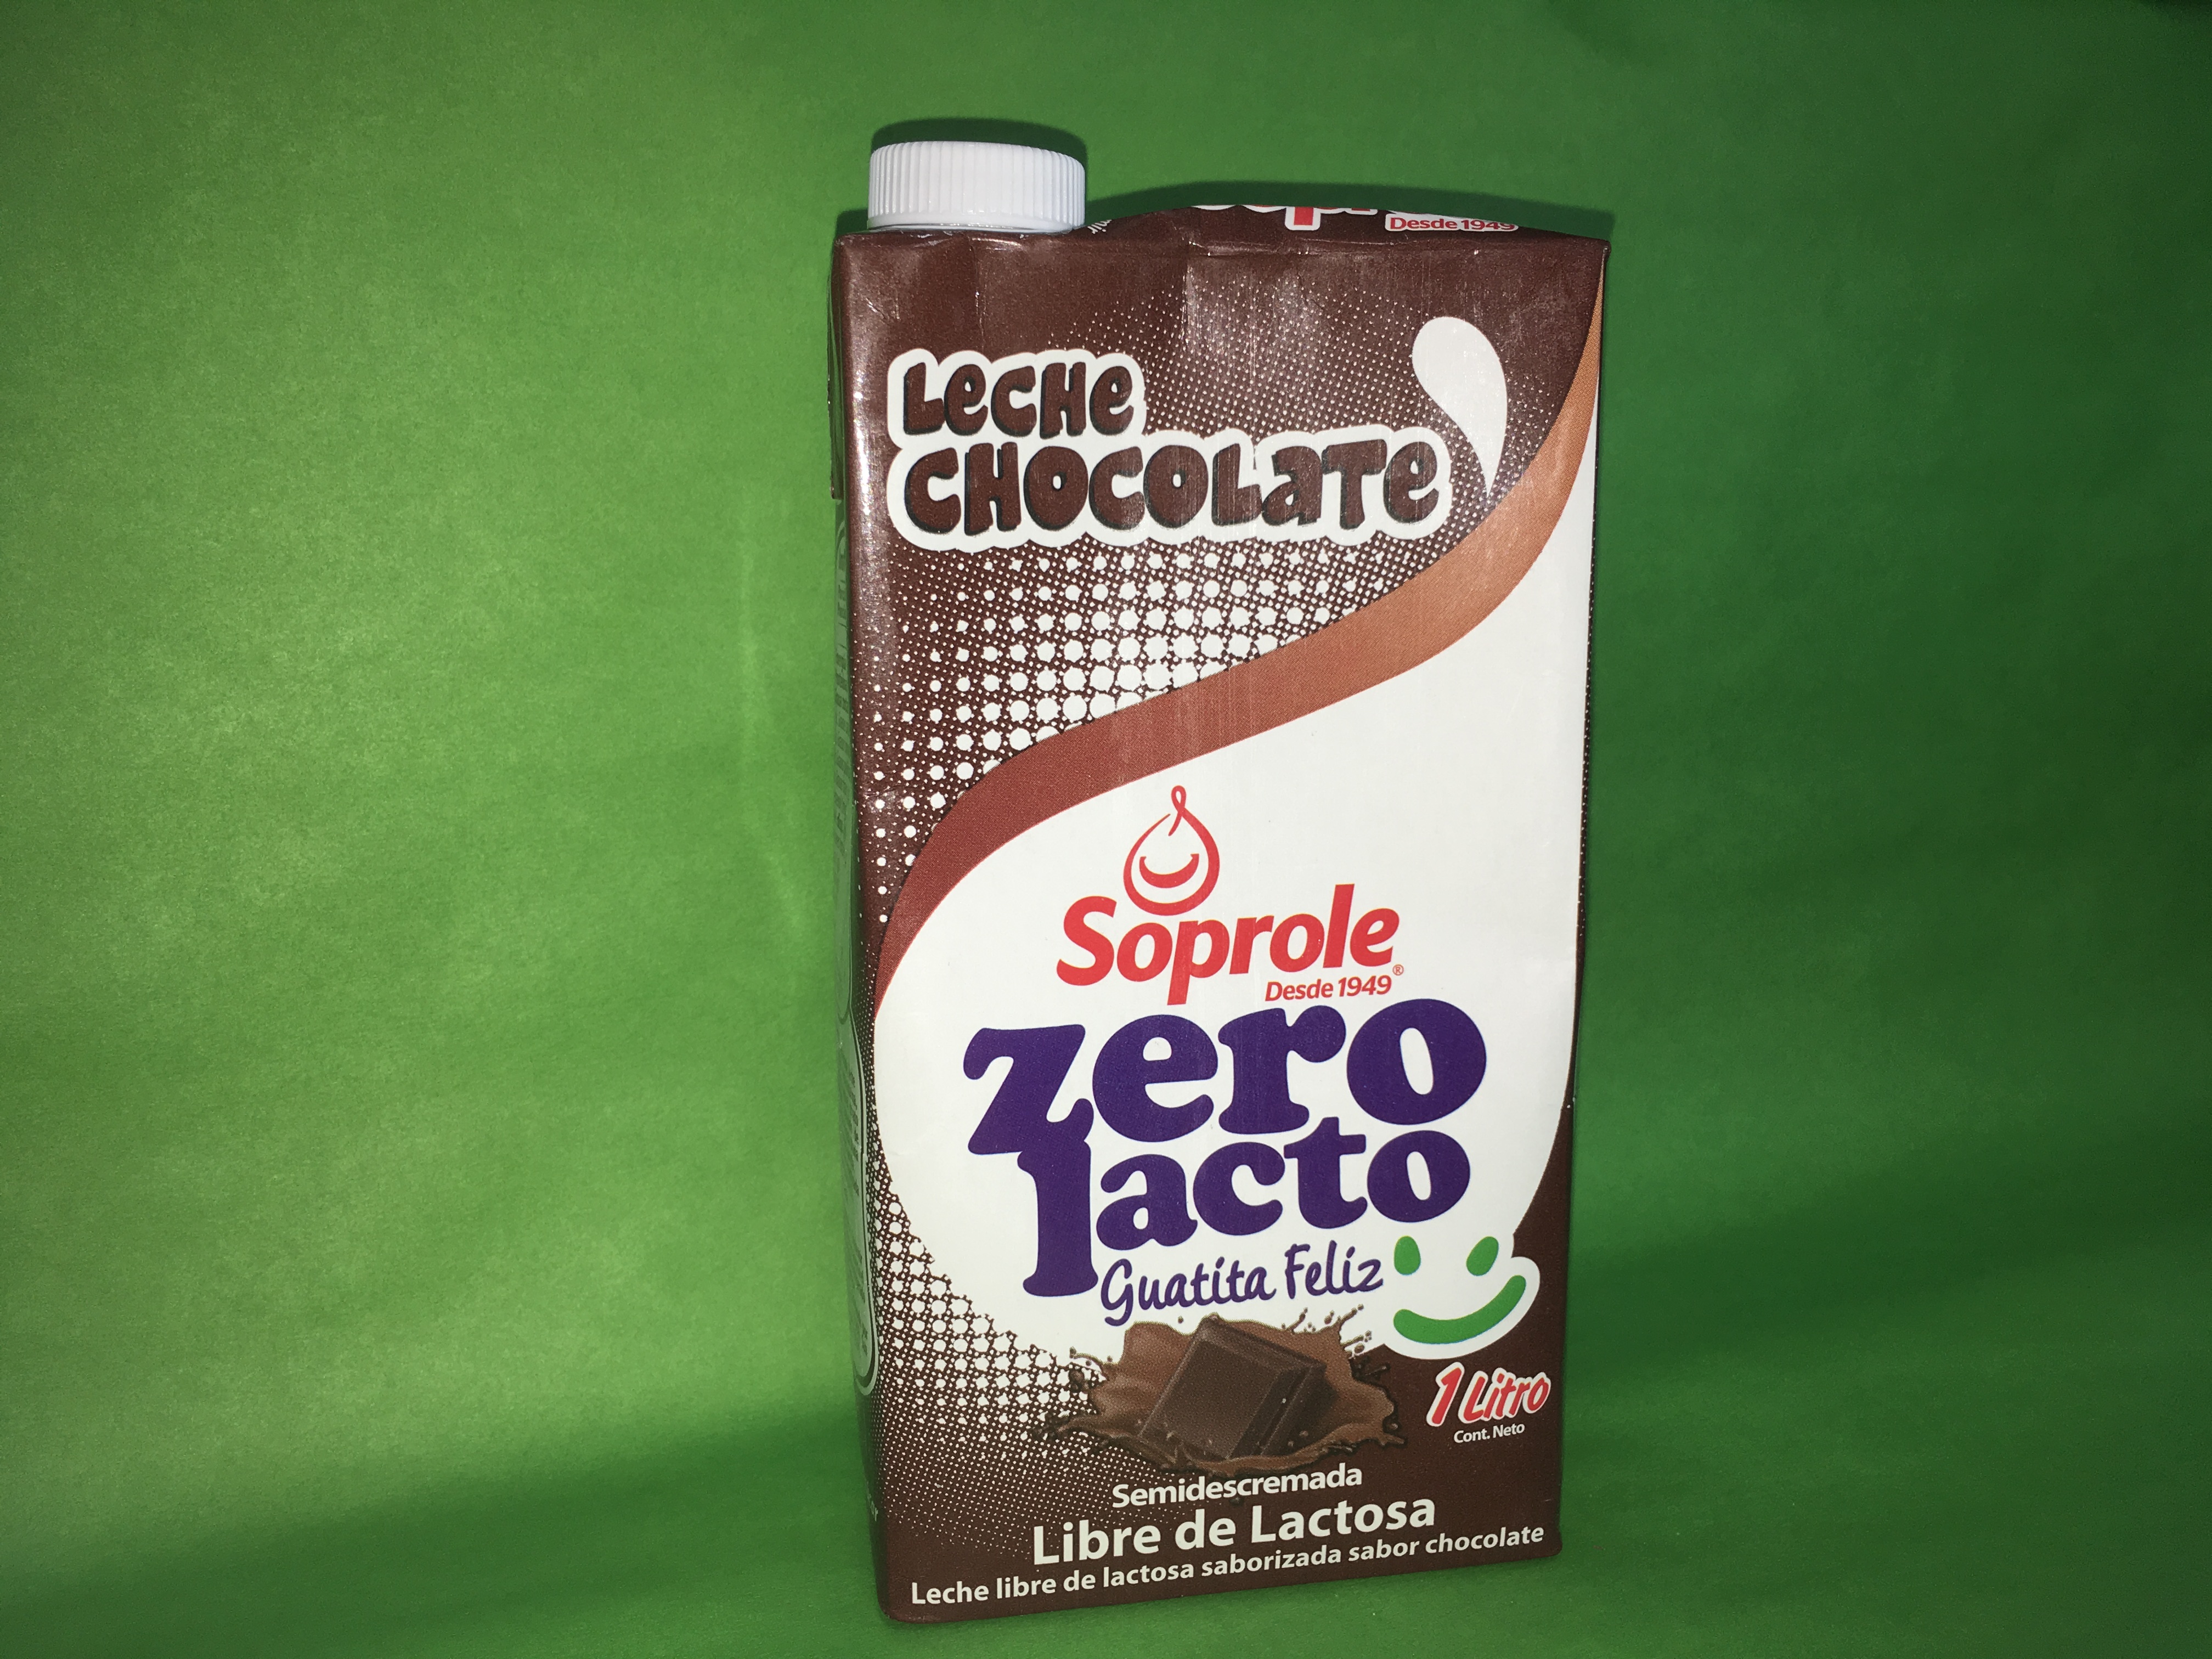 Desde 1949
Leche
CHOCOLATE
Soprole®
Desde 1949
zero
lacto
Guatita Feliz
1 Litro
Cont. Neto
Semidescremada
Libre de Lactosa
Leche libre de lactosa saborizada sabor chocolate